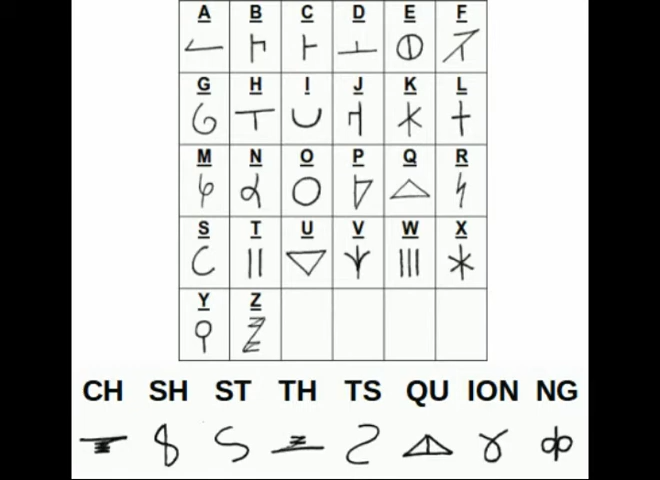 A B C D E F
G H I J K L
M N O P Q R
S T U V W X
Y Z
CH SH ST TH TS QU ION NG